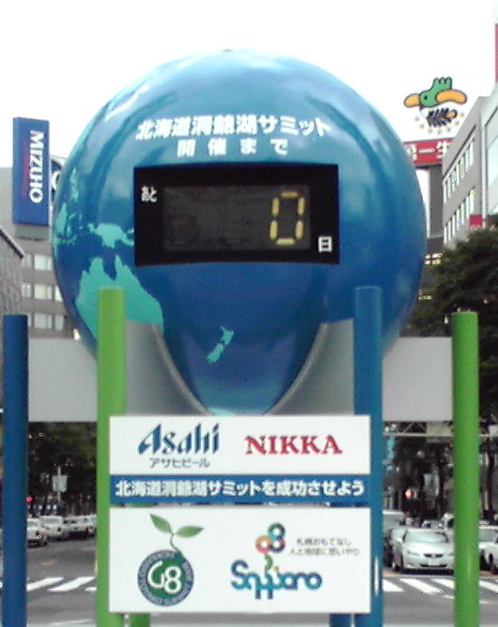 MIZUHO
第一生
北海道洞爺湖サミット
開催まで
あと
0
日
Asahi
アサヒビール
NIKKA
北海道洞爺湖サミットを成功させよう
G8
札幌おもてなし
人と地球に思いやり
Sapporo